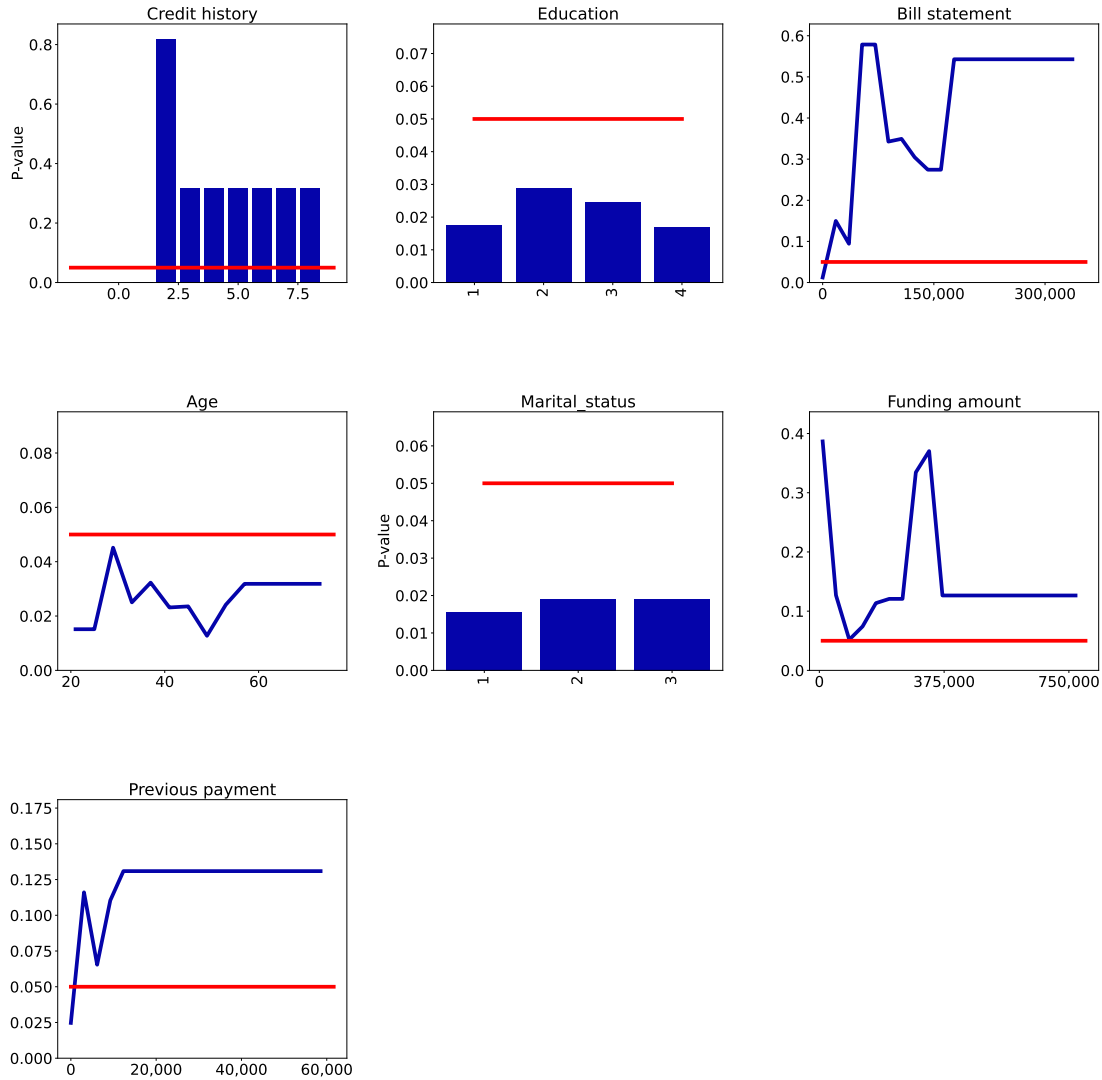 Credit history
P-value
0.8
0.6
0.4
0.2
0.0
0.0 2.5 5.0 7.5
Education
0.07
0.06
0.05
0.04
0.03
0.02
0.01
0.00
1 2 3 4
Bill statement
0.6
0.5
0.4
0.3
0.2
0.1
0.0
0 150,000 300,000
Age
0.08
0.06
0.04
0.02
0.00
20 40 60
Marital_status
P-value
0.06
0.05
0.04
0.03
0.02
0.01
0.00
1 2 3
Funding amount
0.4
0.3
0.2
0.1
0.0
0 375,000 750,000
Previous payment
0.175
0.150
0.125
0.100
0.075
0.050
0.025
0.000
0 20,000 40,000 60,000